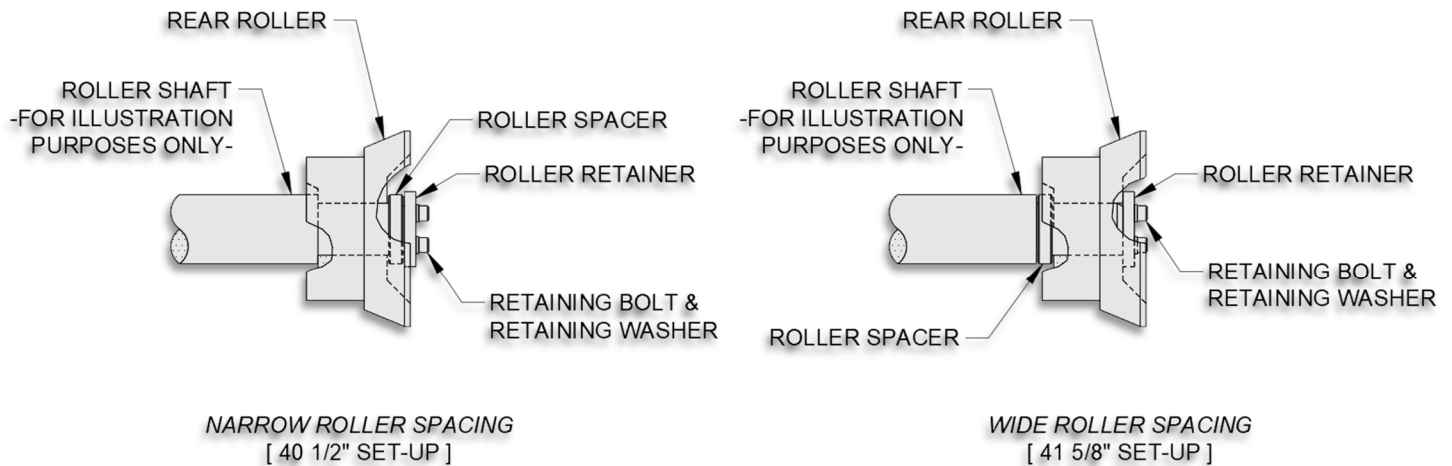 REAR ROLLER
ROLLER SHAFT
-FOR ILLUSTRATION
PURPOSES ONLY-
ROLLER SPACER
ROLLER RETAINER
RETAINING BOLT &
RETAINING WASHER
NARROW ROLLER SPACING
[ 40 1/2" SET-UP ]
REAR ROLLER
ROLLER SHAFT
-FOR ILLUSTRATION
PURPOSES ONLY-
ROLLER RETAINER
RETAINING BOLT &
RETAINING WASHER
ROLLER SPACER
WIDE ROLLER SPACING
[ 41 5/8" SET-UP ]